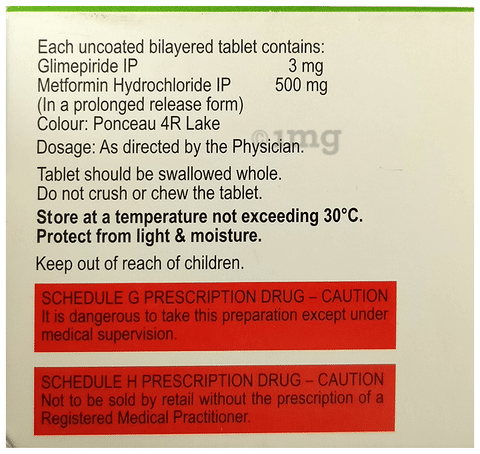 Each uncoated bilayered tablet contains:
Glimepiride IP 3 mg
Metformin Hydrochloride IP 500 mg
(In a prolonged release form)
Colour: Ponceau 4R Lake
1mg
Dosage: As directed by the Physician.
Tablet should be swallowed whole.
Do not crush or chew the tablet.
Store at a temperature not exceeding 30°C.
Protect from light & moisture.
Keep out of reach of children.
SCHEDULE G PRESCRIPTION DRUG – CAUTION
It is dangerous to take this preparation except under
medical supervision.
SCHEDULE H PRESCRIPTION DRUG – CAUTION
Not to be sold by retail without the prescription of a
Registered Medical Practitioner.